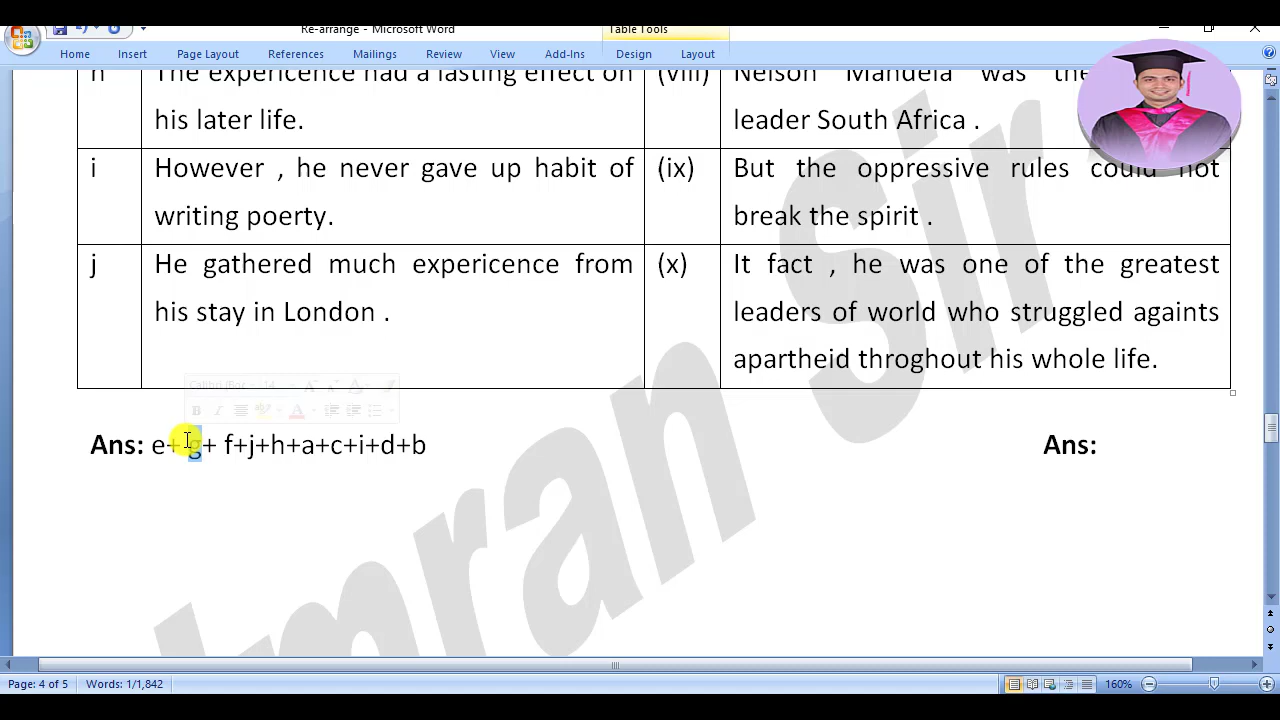 Re-arrange - Microsoft Word
Table Tools
Home Insert Page Layout References Mailings Review View Add-Ins Design Layout
h The expericence had a lasting effect on his later life.
(viii) Nelson Mandela was the leader South Africa .
i However , he never gave up habit of writing poerty.
(ix) But the oppressive rules could not break the spirit .
j He gathered much expericence from his stay in London .
(x) It fact , he was one of the greatest leaders of world who struggled againts apartheid throghout his whole life.
Ans: e+ g+ f+j+h+a+c+i+d+b
Ans:
Imran Sir
Page: 4 of 5 Words: 1/1,842 160%